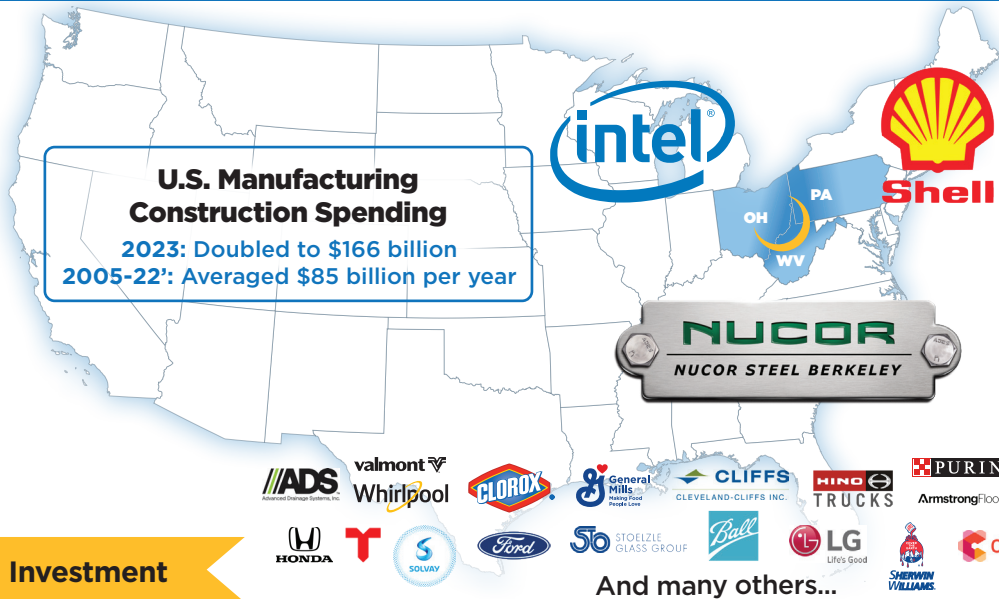 intel®
Shell
PA
OH
WV
U.S. Manufacturing
Construction Spending
2023: Doubled to $166 billion
2005-22’: Averaged $85 billion per year
NUCOR
NUCOR STEEL BERKELEY
ADS
Advanced Drainage Systems, Inc.
valmont
Whirlpool
CLOROX
General
Mills
Making Food
People Love
CLIFFS
CLEVELAND-CLIFFS INC.
HINO
TRUCKS
PURIN
ArmstrongFloo
HONDA
T
S
SOLVAY
Ford
STOELZLE
GLASS GROUP
Ball
LG
Life's Good
SHERWIN
WILLIAMS.
Investment
And many others...